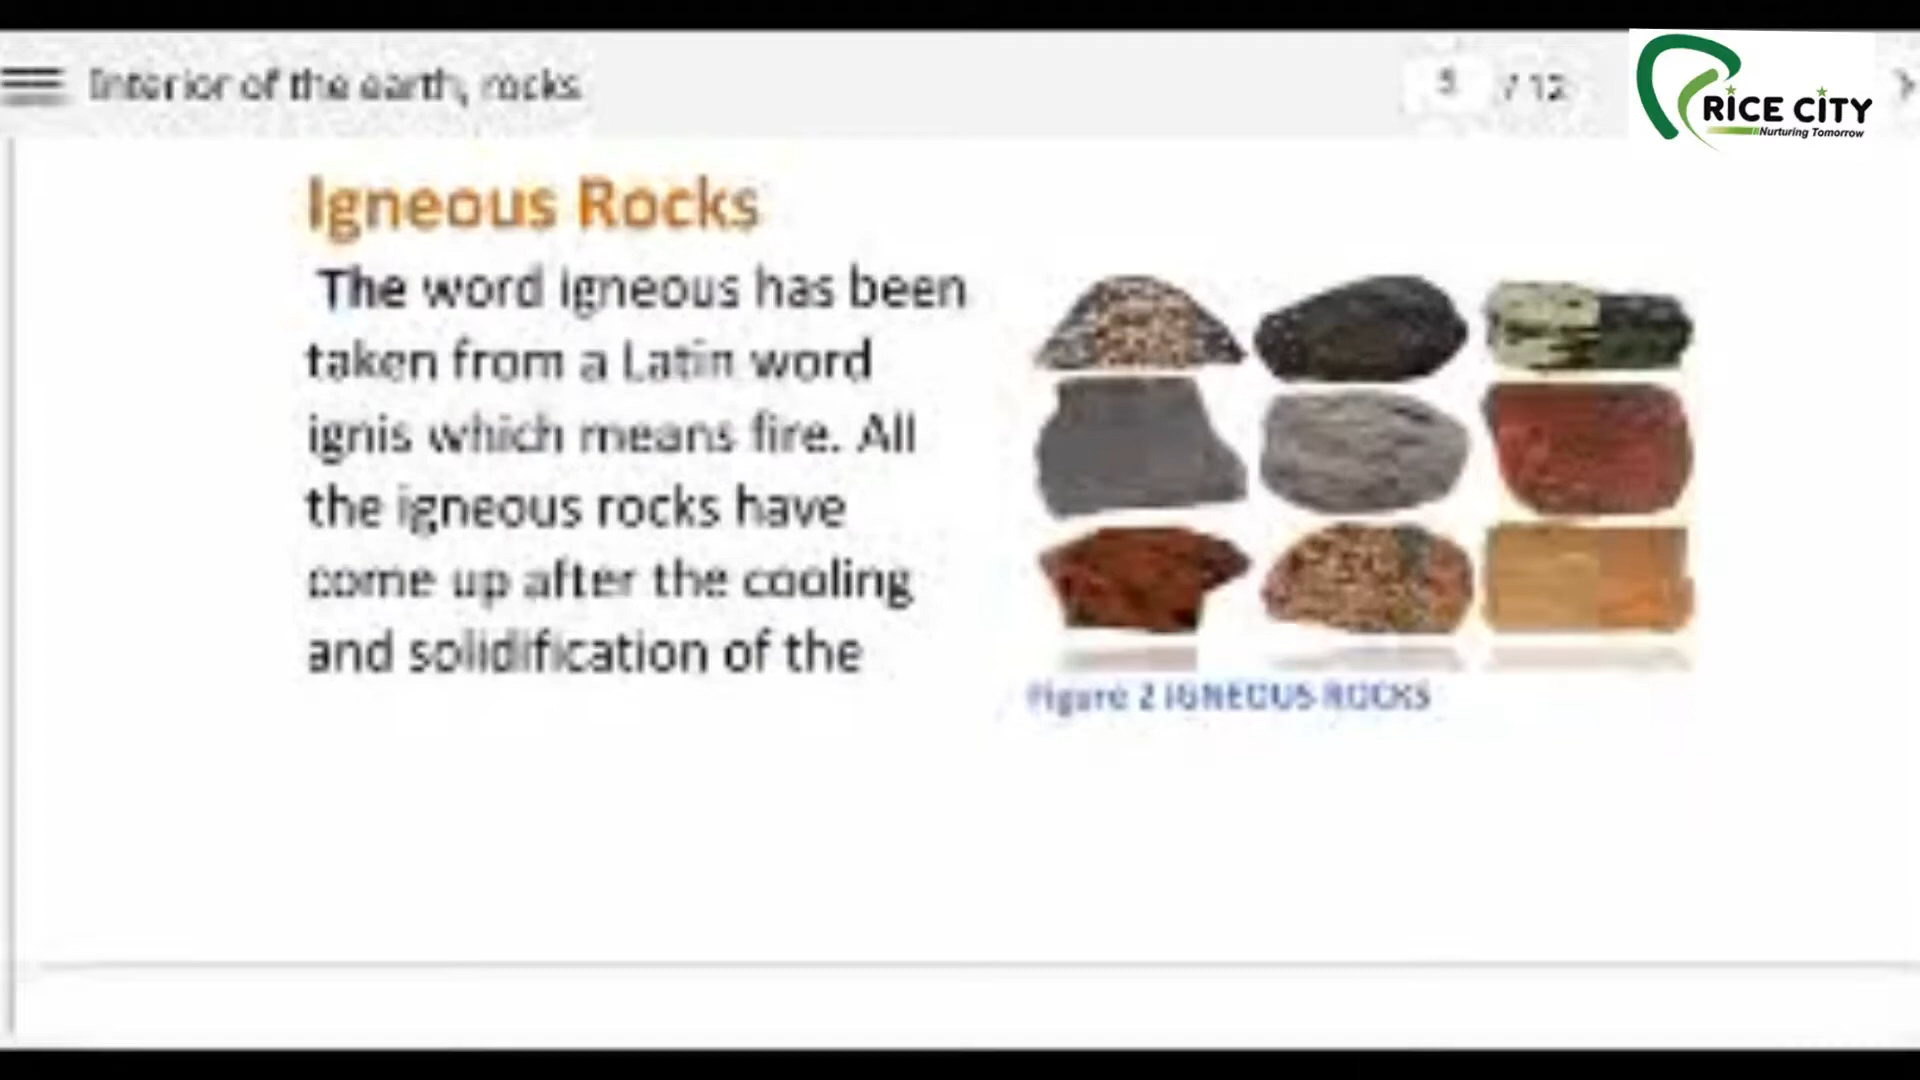 Interior of the earth, rocks
5 / 12
RICE CITY
Nurturing Tomorrow
Igneous Rocks
The word igneous has been
taken from a Latin word
ignis which means fire. All
the igneous rocks have
come up after the cooling
and solidification of the
Figure 2 IGNEOUS ROCKS